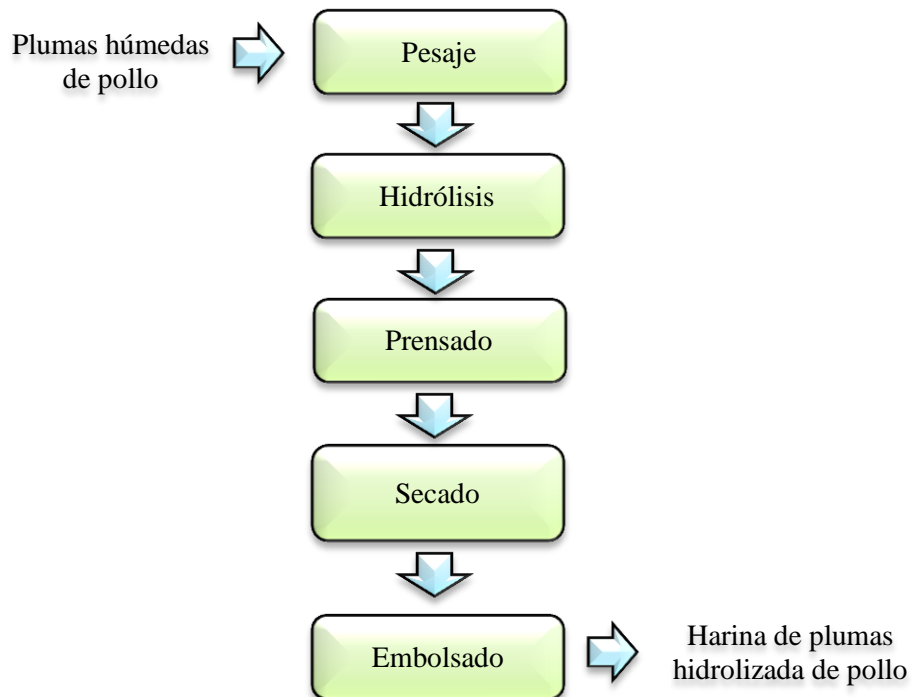 Plumas húmedas
de pollo
Pesaje
Hidrólisis
Prensado
Secado
Embolsado
Harina de plumas
hidrolizada de pollo